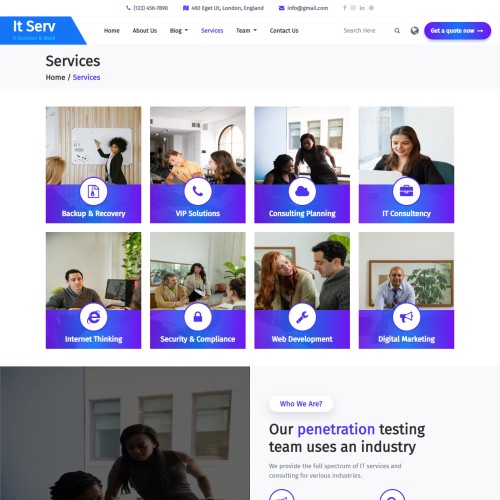 (123) 456-7890 460 Eget Ut, London, England info@gmail.com
It Serv
It Solution & Work
Home About Us Blog Services Team Contact Us Search Here Get a quote now
Services
Home / Services
Backup & Recovery VIP Solutions Consulting Planning IT Consultency
Internet Thinking Security & Compliance Web Development Digital Marketing
Who We Are?
Our penetration testing
team uses an industry
We provide the full spectrum of IT services and
consulting for various industries.